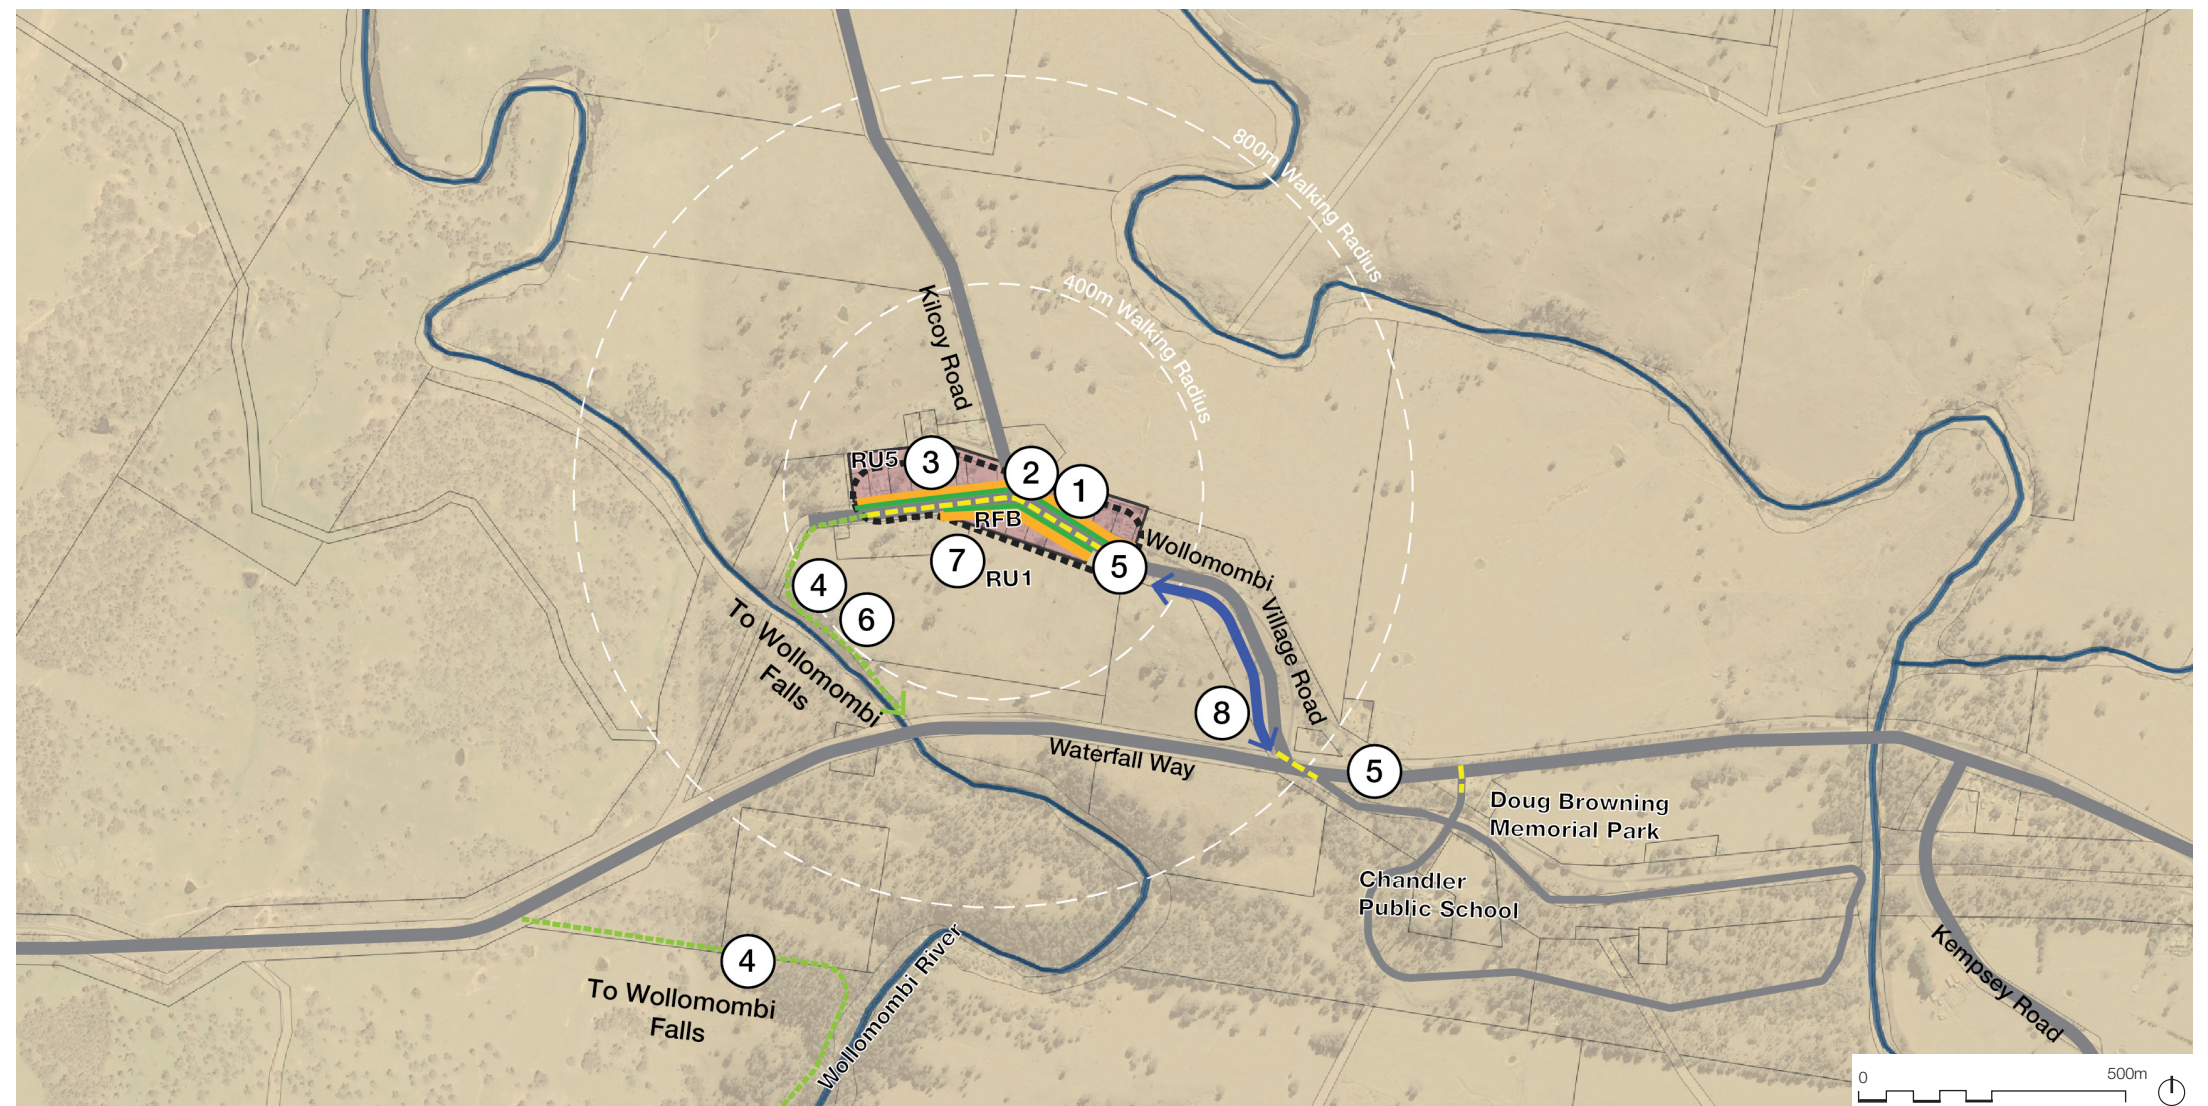 800m Walking Radius
400m Walking Radius
Kilcoy Road
RU5
3
2
1
RFB
7
RU1
5
Wollomombi
Village Road
4
6
To Wollomombi
Falls
8
Waterfall Way
5
Doug Browning
Memorial Park
Chandler
Public School
4
To Wollomombi
Falls
Wollomombi River
Kempsey Road
0
500m